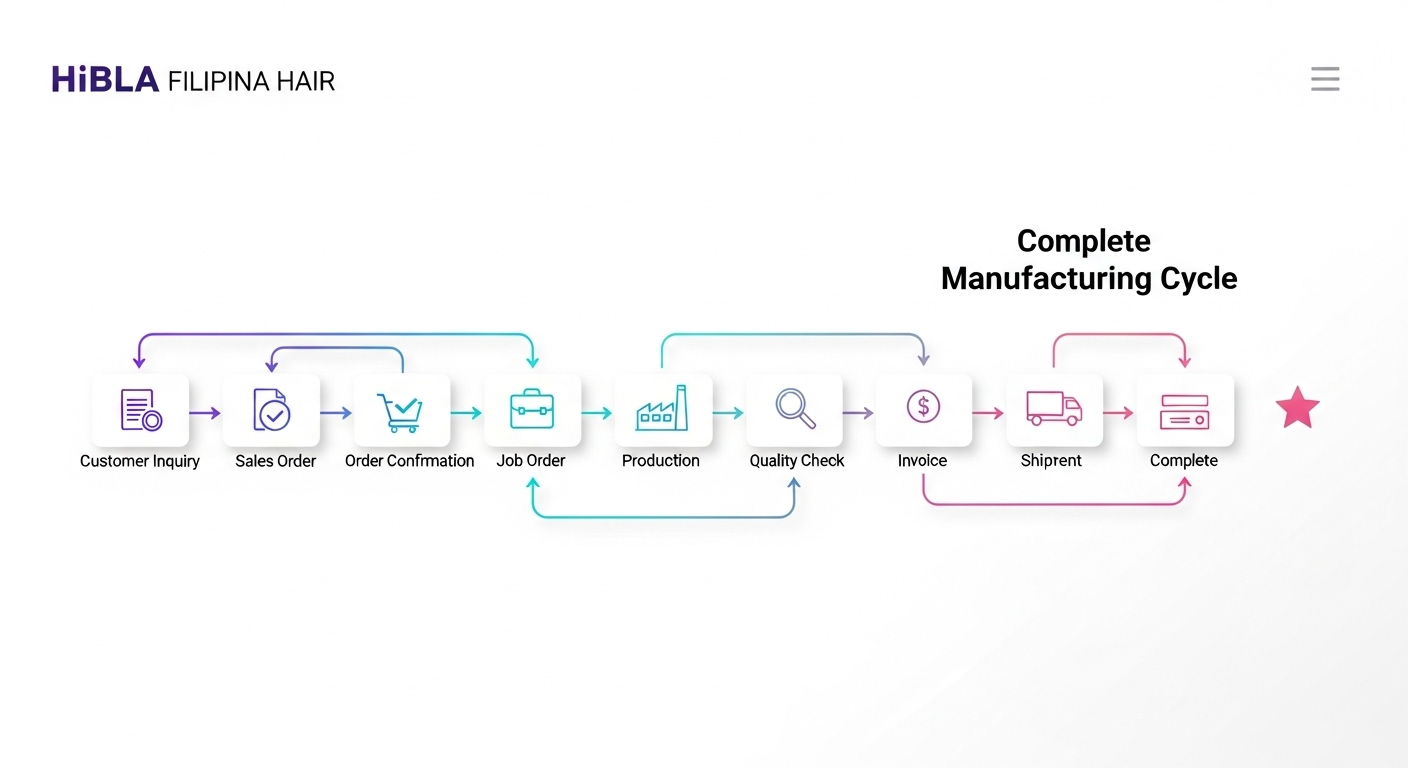 HiBLA FILIPINA HAIR
Complete
Manufacturing Cycle
$
Customer Inquiry
Sales Order
Order Confmation
Job Order
Production
Quality Check
Invoice
Shiprent
Complete